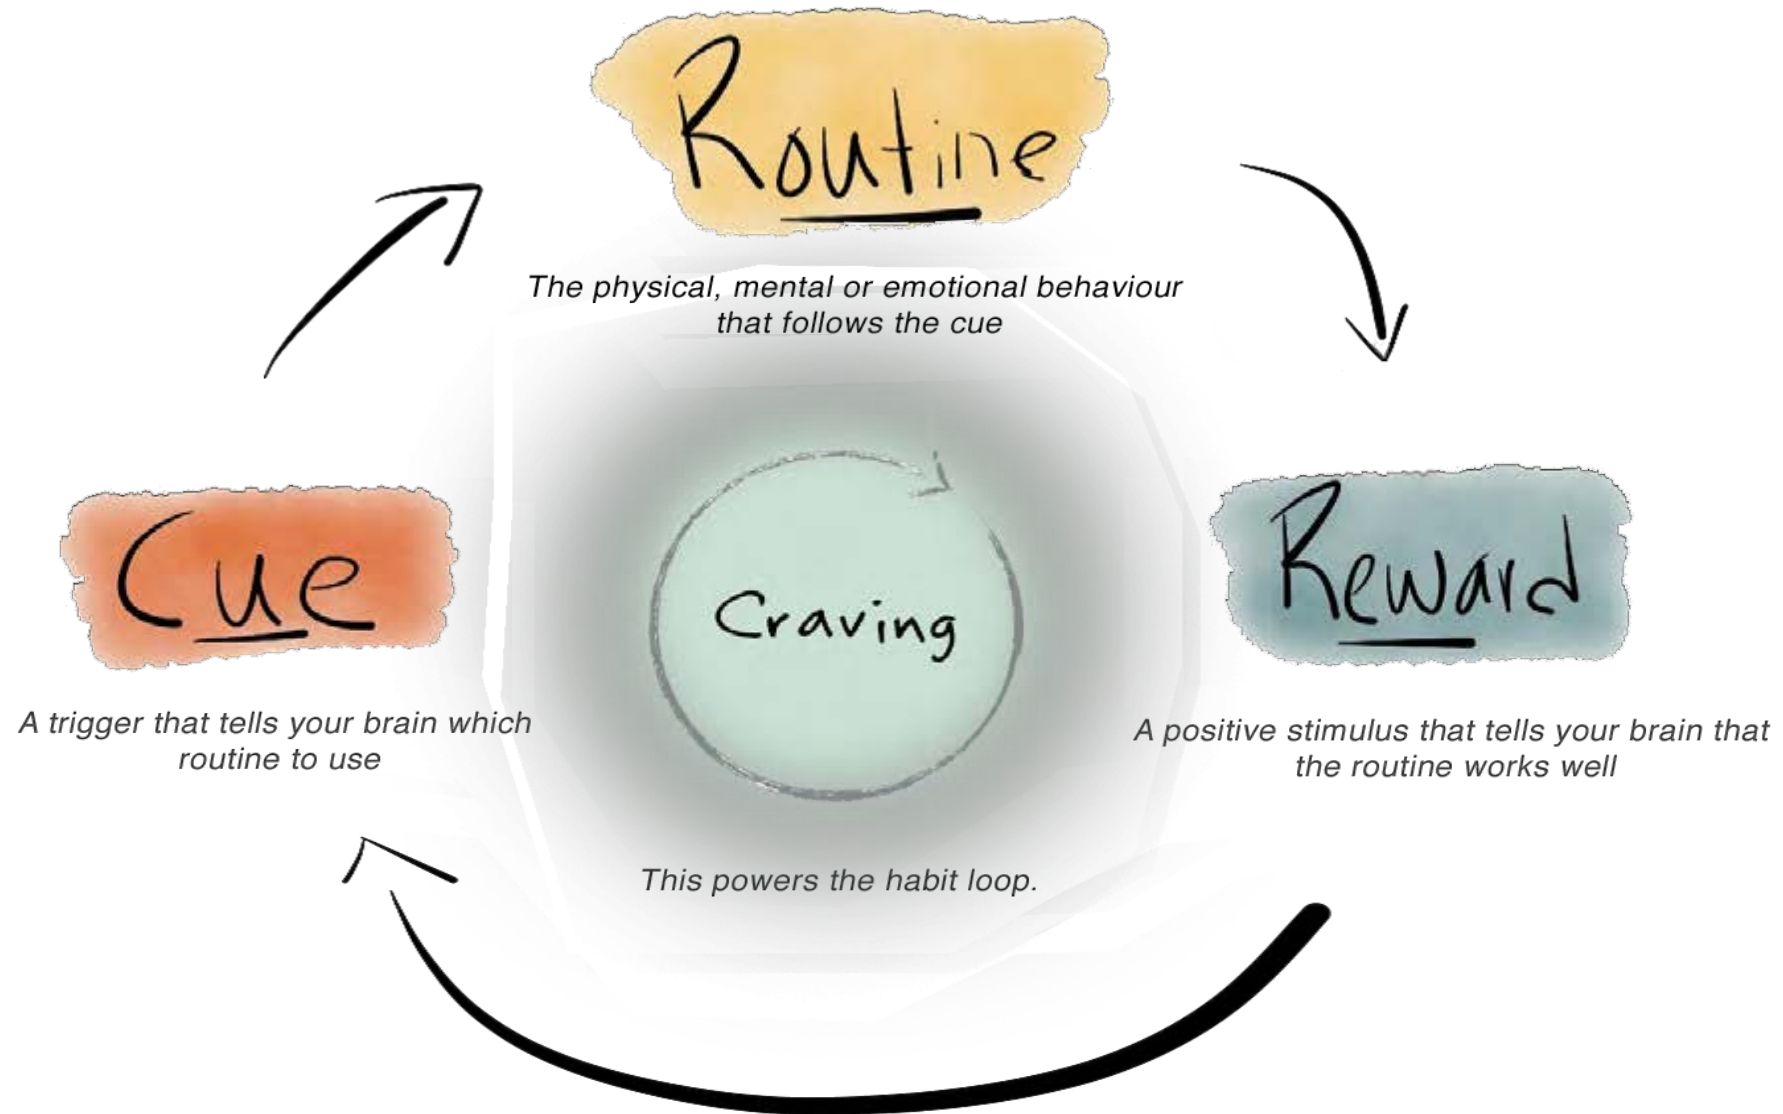 Routine
The physical, mental or emotional behaviour
that follows the cue
Cue
A trigger that tells your brain which
routine to use
Craving
This powers the habit loop.
Reward
A positive stimulus that tells your brain that
the routine works well